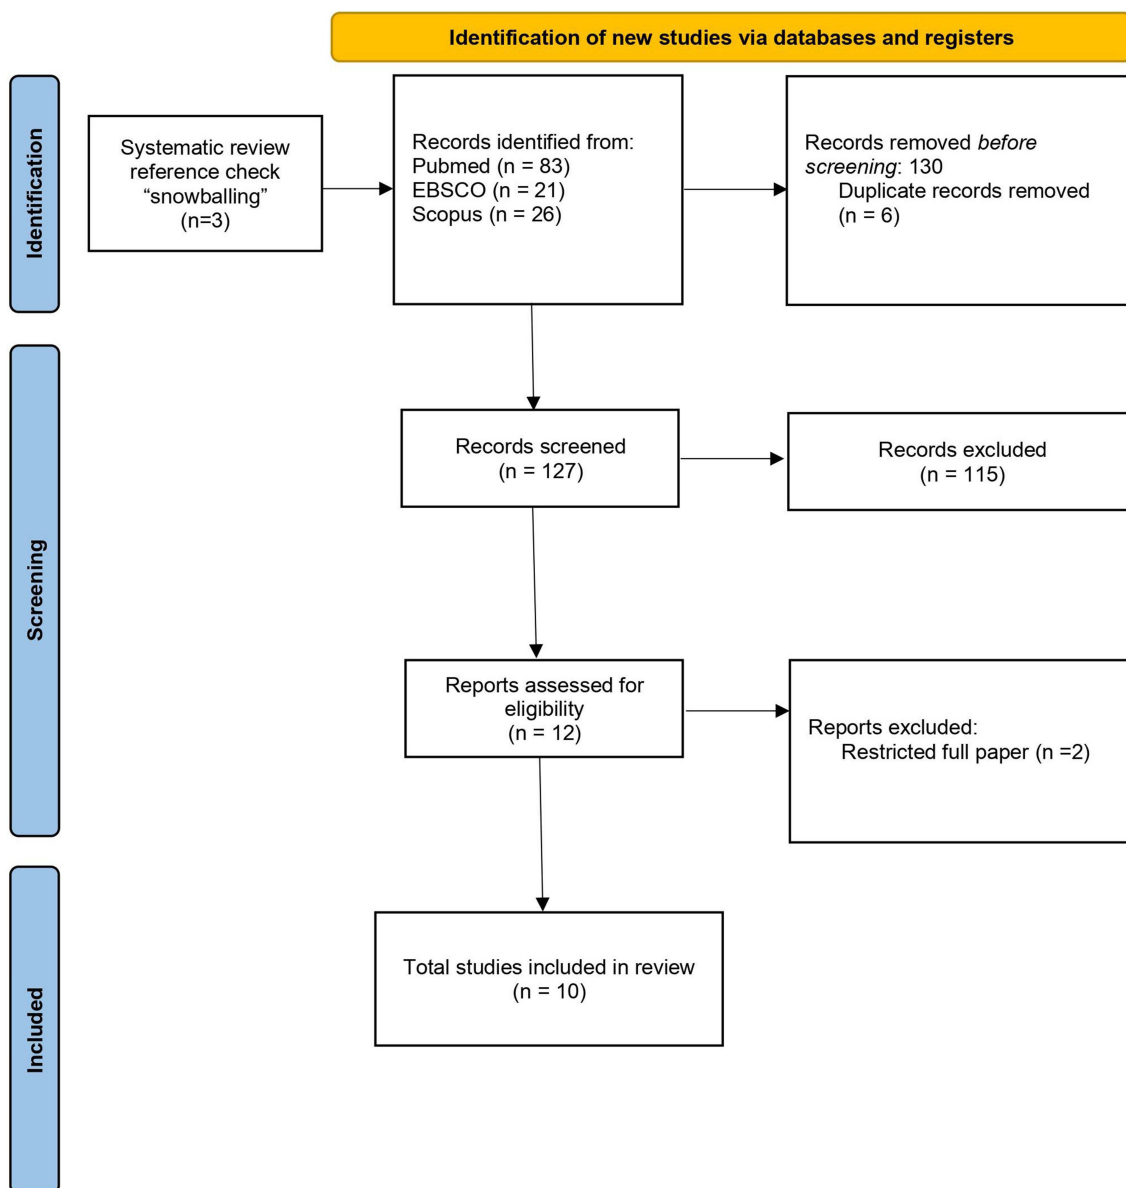 Identification of new studies via databases and registers
Identification
Systematic review
reference check
“snowballing”
(n=3)
Records identified from:
Pubmed (n = 83)
EBSCO (n = 21)
Scopus (n = 26)
Records removed before
screening: 130
Duplicate records removed
(n = 6)
Screening
Records screened
(n = 127)
Records excluded
(n = 115)
Reports assessed for
eligibility
(n = 12)
Reports excluded:
Restricted full paper (n =2)
Included
Total studies included in review
(n = 10)